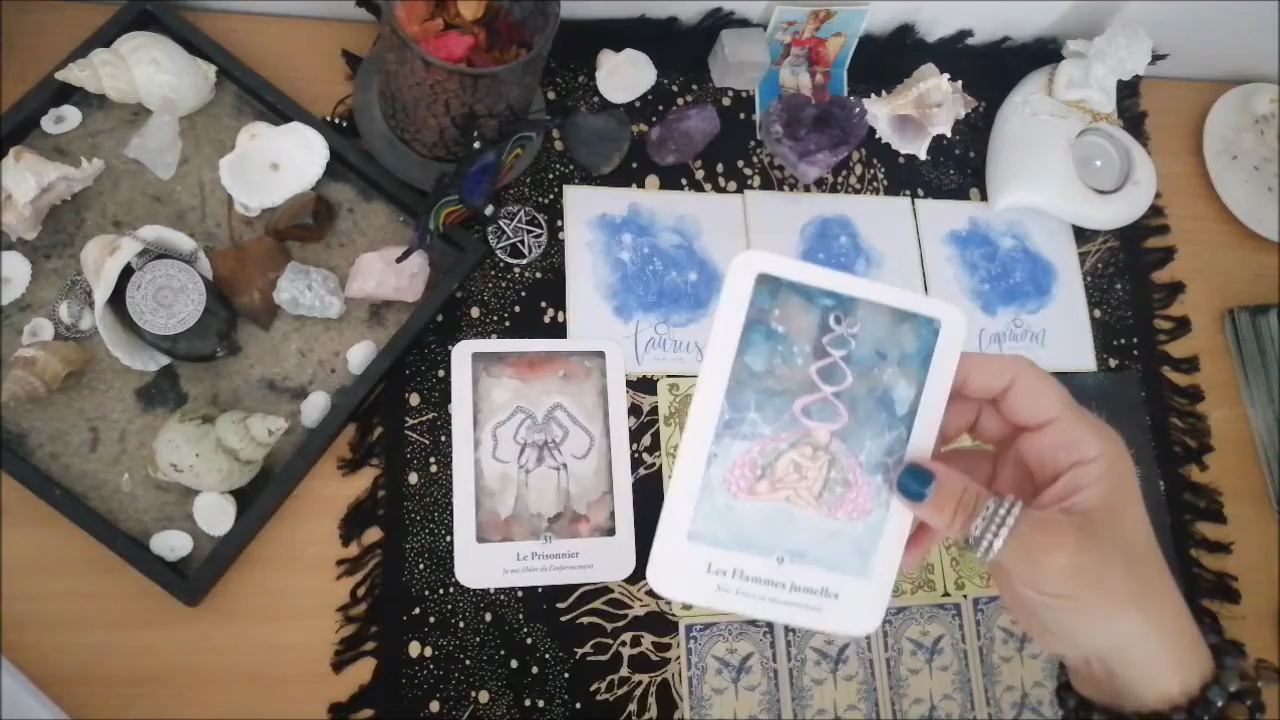 taurus
capricorn
31
Le Prisonnier
Je me libère de l'enfermement
9
Les Flammes jumelles